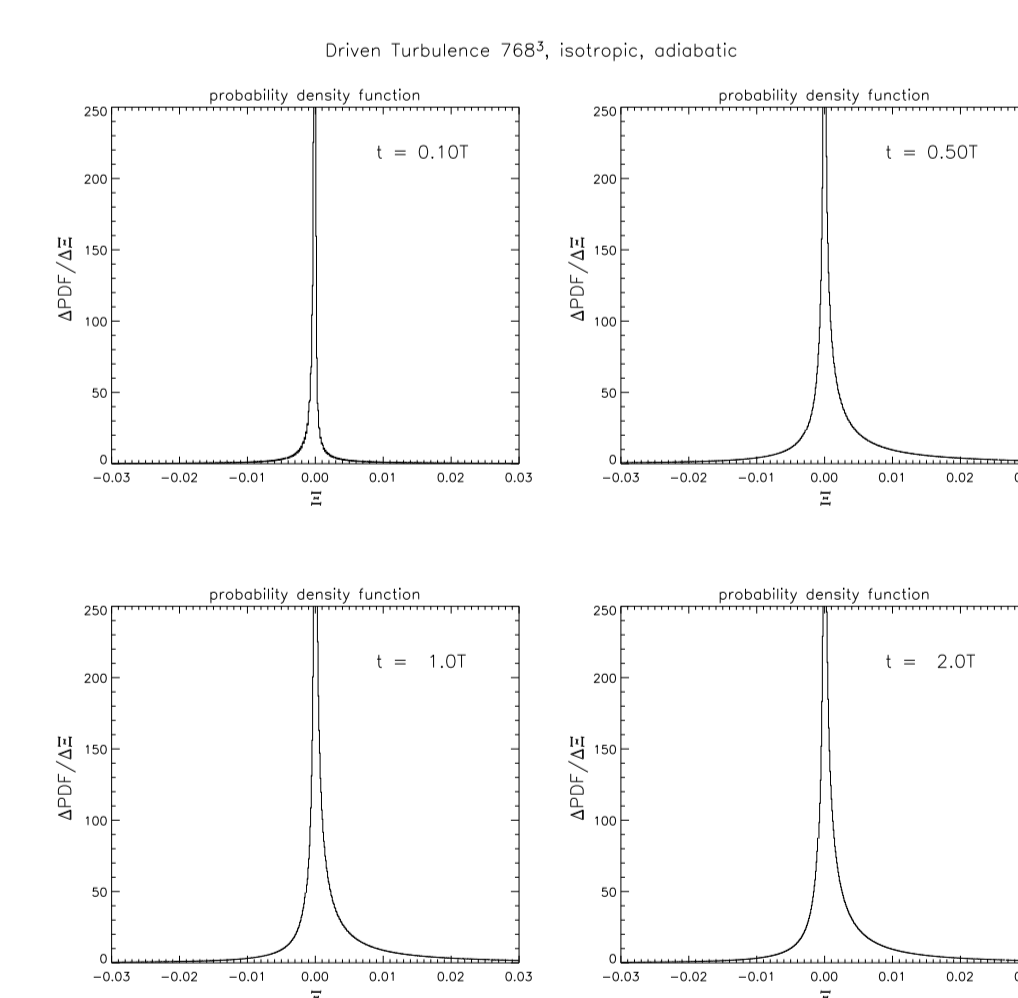 Driven Turbulence 768³, isotropic, adiabatic
probability density function
t = 0.10T
250
200
150
100
50
0
ΔPDF/ΔΞ
−0.03 −0.02 −0.01 0.00 0.01 0.02 0.03
Ξ
probability density function
t = 0.50T
250
200
150
100
50
0
ΔPDF/ΔΞ
−0.03 −0.02 −0.01 0.00 0.01 0.02
Ξ
probability density function
t = 1.0T
250
200
150
100
50
0
ΔPDF/ΔΞ
−0.03 −0.02 −0.01 0.00 0.01 0.02 0.03
Ξ
probability density function
t = 2.0T
250
200
150
100
50
0
ΔPDF/ΔΞ
−0.03 −0.02 −0.01 0.00 0.01 0.02
Ξ